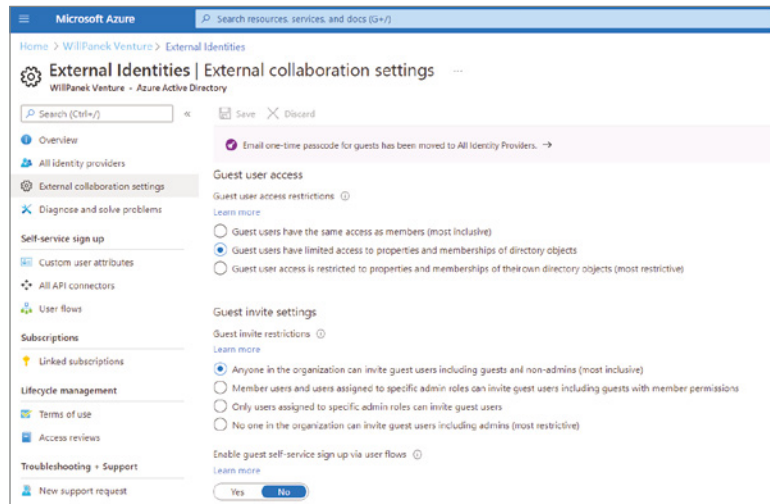 Microsoft Azure
Search resources, services, and docs (G+/)
Home > WillPanek Venture > External Identities
External Identities | External collaboration settings ...
WillPanek Venture - Azure Active Directory
Search (Ctrl+/)
«
Save
Discard
Overview
All identity providers
External collaboration settings
Diagnose and solve problems
Self-service sign up
Custom user attributes
All API connectors
User flows
Subscriptions
Linked subscriptions
Lifecycle management
Terms of use
Access reviews
Troubleshooting + Support
New support request
Email one-time passcode for guests has been moved to All Identity Providers. →
Guest user access
Guest user access restrictions
Learn more
Guest users have the same access as members (most inclusive)
Guest users have limited access to properties and memberships of directory objects
Guest user access is restricted to properties and memberships of theirown directory objects (most restrictive)
Guest invite settings
Guest invite restrictions
Learn more
Anyone in the organization can invite guest users including guests and non-admins (most inclusive)
Member users and users assigned to specific admin roles can invite guest users including guests with member permissions
Only users assigned to specific admin roles can invite guest users
No one in the organization can invite guest users including admins (most restrictive)
Enable guest self-service sign up via user flows
Learn more
Yes No